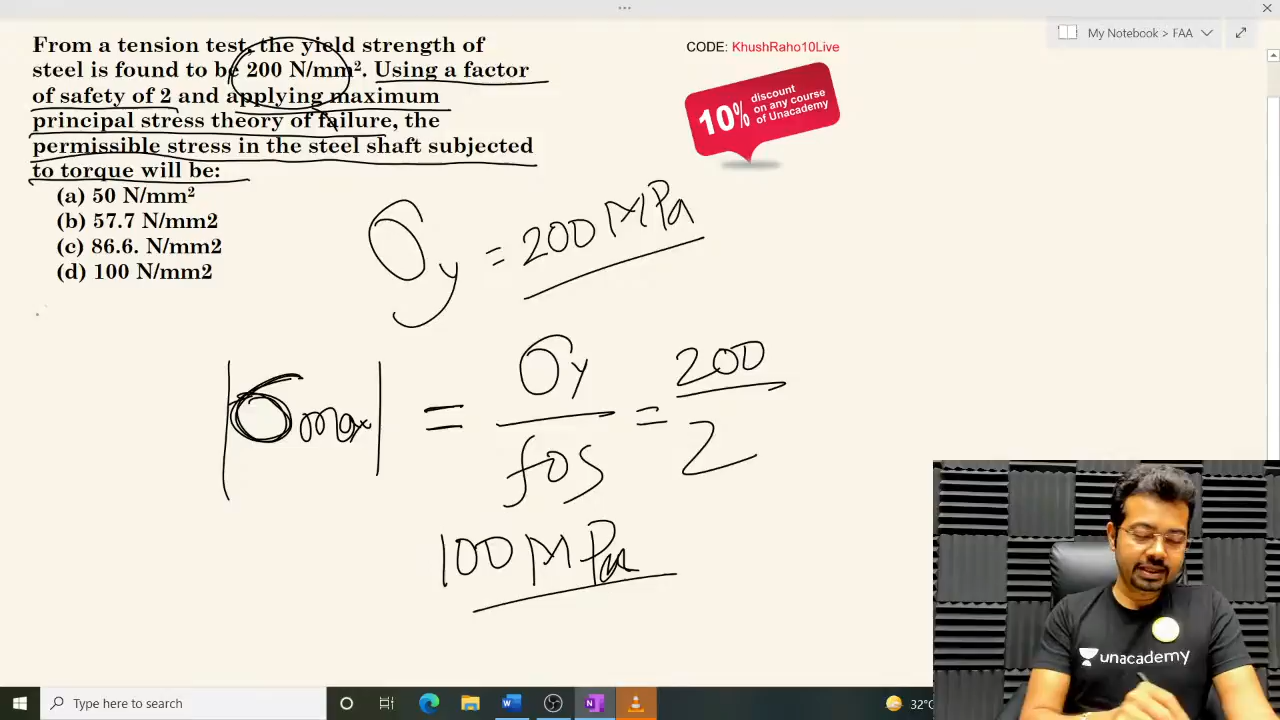 From a tension test, the yield strength of
steel is found to be 200 N/mm². Using a factor
of safety of 2 and applying maximum
principal stress theory of failure, the
permissible stress in the steel shaft subjected
to torque will be:
(a) 50 N/mm²
(b) 57.7 N/mm2
(c) 86.6. N/mm2
(d) 100 N/mm2
CODE: KhushRaho10Live
10% discount
on any course
of Unacademy
My Notebook > FAA
σy = 200 MPa
|σmax| = σy/fos = 200/2
100 MPa
unacademy
Type here to search
32°C